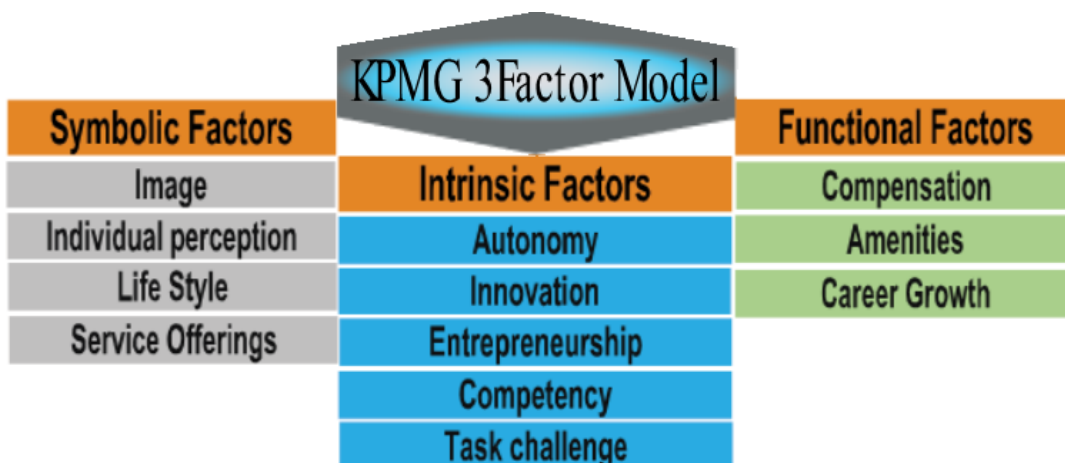 KPMG 3Factor Model
Symbolic Factors
Image
Individual perception
Life Style
Service Offerings
Intrinsic Factors
Autonomy
Innovation
Entrepreneurship
Competency
Task challenge
Functional Factors
Compensation
Amenities
Career Growth